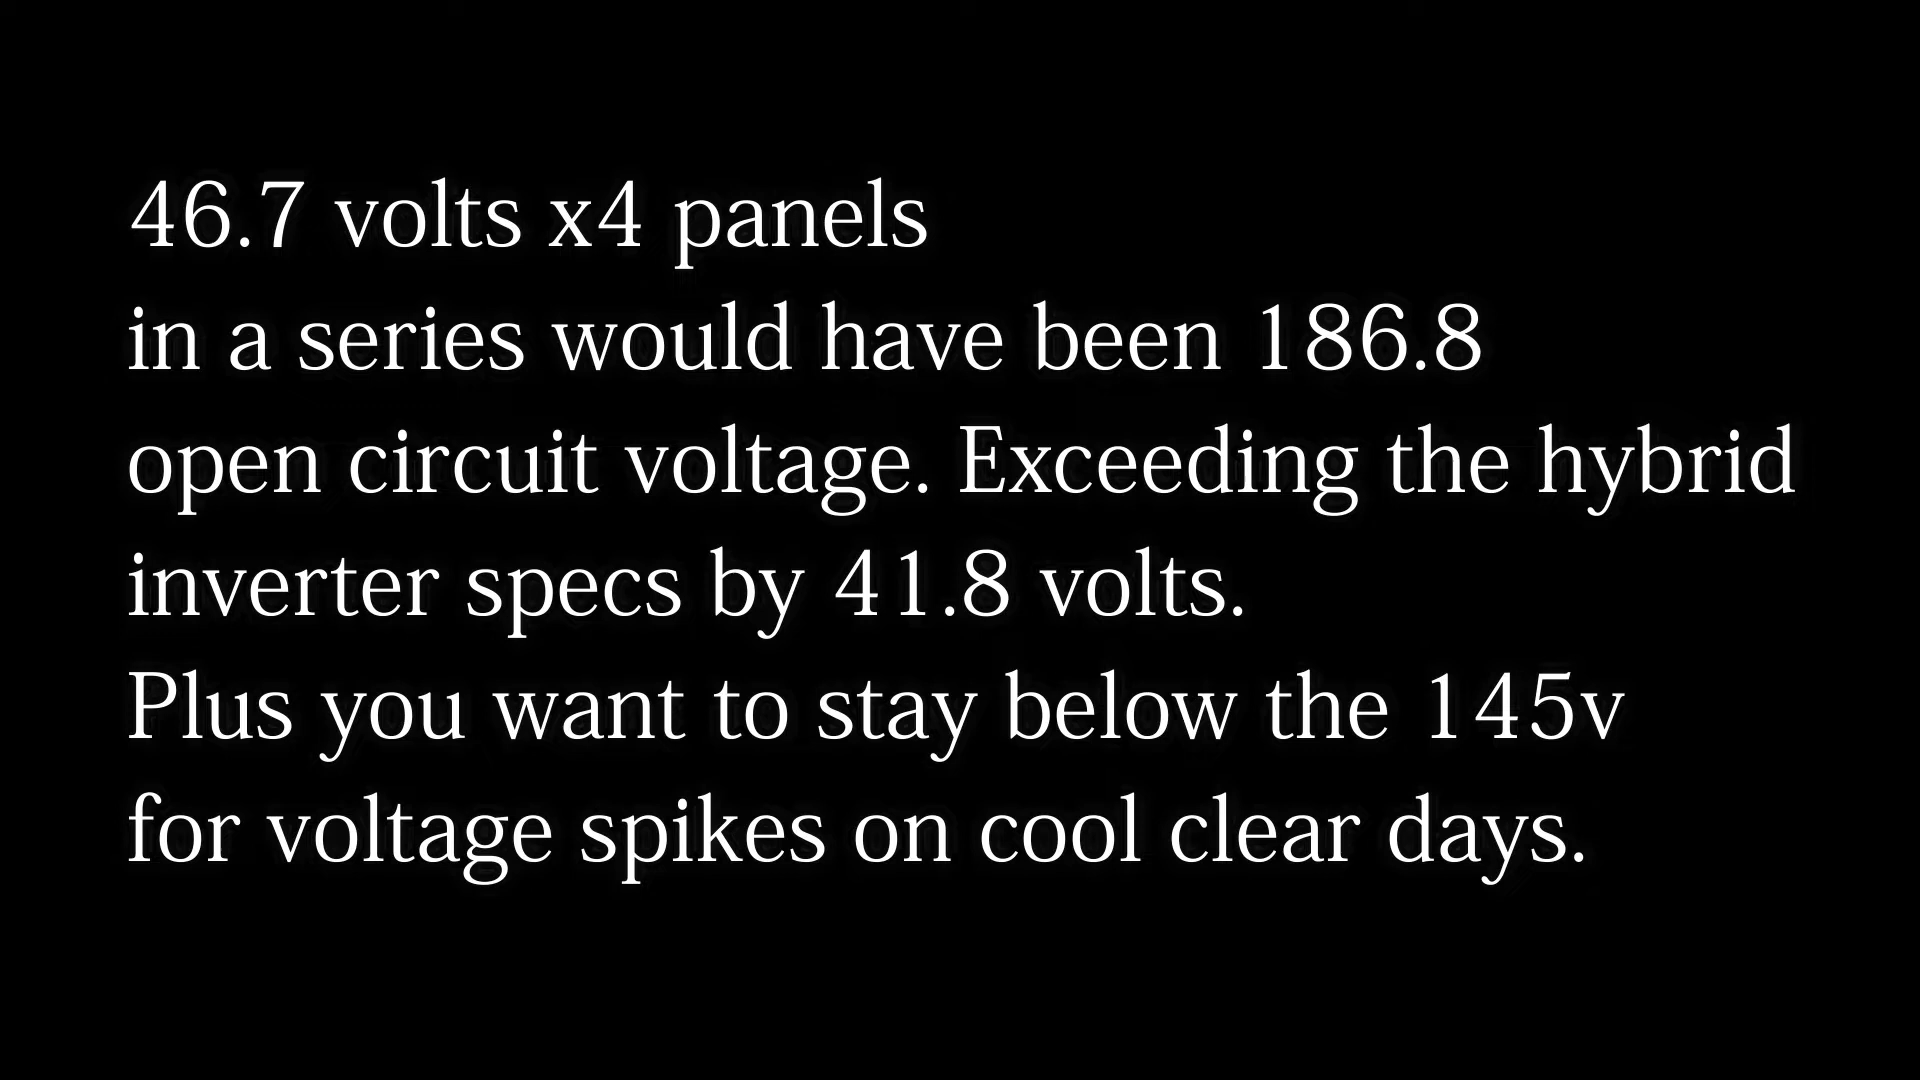 46.7 volts x4 panels
in a series would have been 186.8
open circuit voltage. Exceeding the hybrid
inverter specs by 41.8 volts.
Plus you want to stay below the 145v
for voltage spikes on cool clear days.